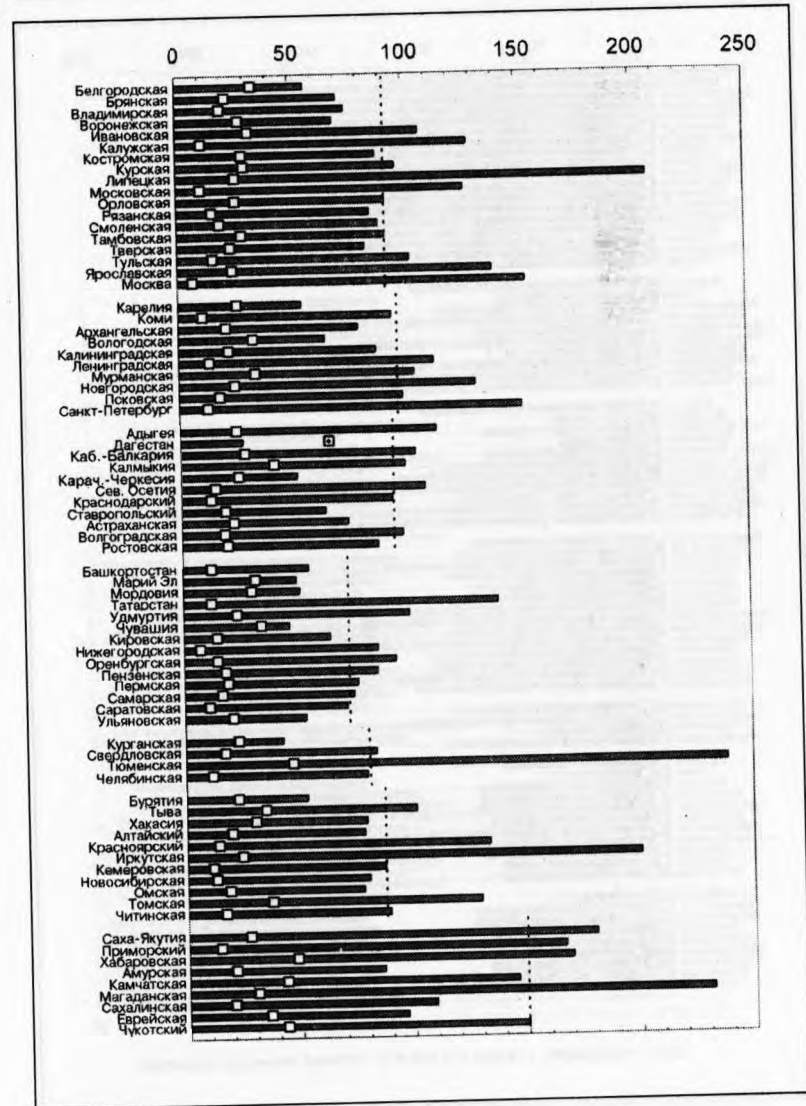 0 50 100 150 200 250
Белгородская
Брянская
Владимирская
Воронежская
Ивановская
Калужская
Костромская
Курская
Липецкая
Московская
Орловская
Рязанская
Смоленская
Тамбовская
Тверская
Тульская
Ярославская
Москва
Карелия
Коми
Архангельская
Вологодская
Калининградская
Ленинградская
Мурманская
Новгородская
Псковская
Санкт-Петербург
Адыгея
Дагестан
Каб.-Балкария
Калмыкия
Карач.-Черкесия
Сев. Осетия
Краснодарский
Ставропольский
Астраханская
Волгоградская
Ростовская
Башкортостан
Марий Эл
Мордовия
Татарстан
Удмуртия
Чувашия
Кировская
Нижегородская
Оренбургская
Пензенская
Пермская
Самарская
Саратовская
Ульяновская
Курганская
Свердловская
Тюменская
Челябинская
Бурятия
Тыва
Хакасия
Алтайский
Красноярский
Иркутская
Кемеровская
Новосибирская
Омская
Томская
Читинская
Саха-Якутия
Приморский
Хабаровская
Амурская
Камчатская
Магаданская
Сахалинская
Еврейская
Чукотский